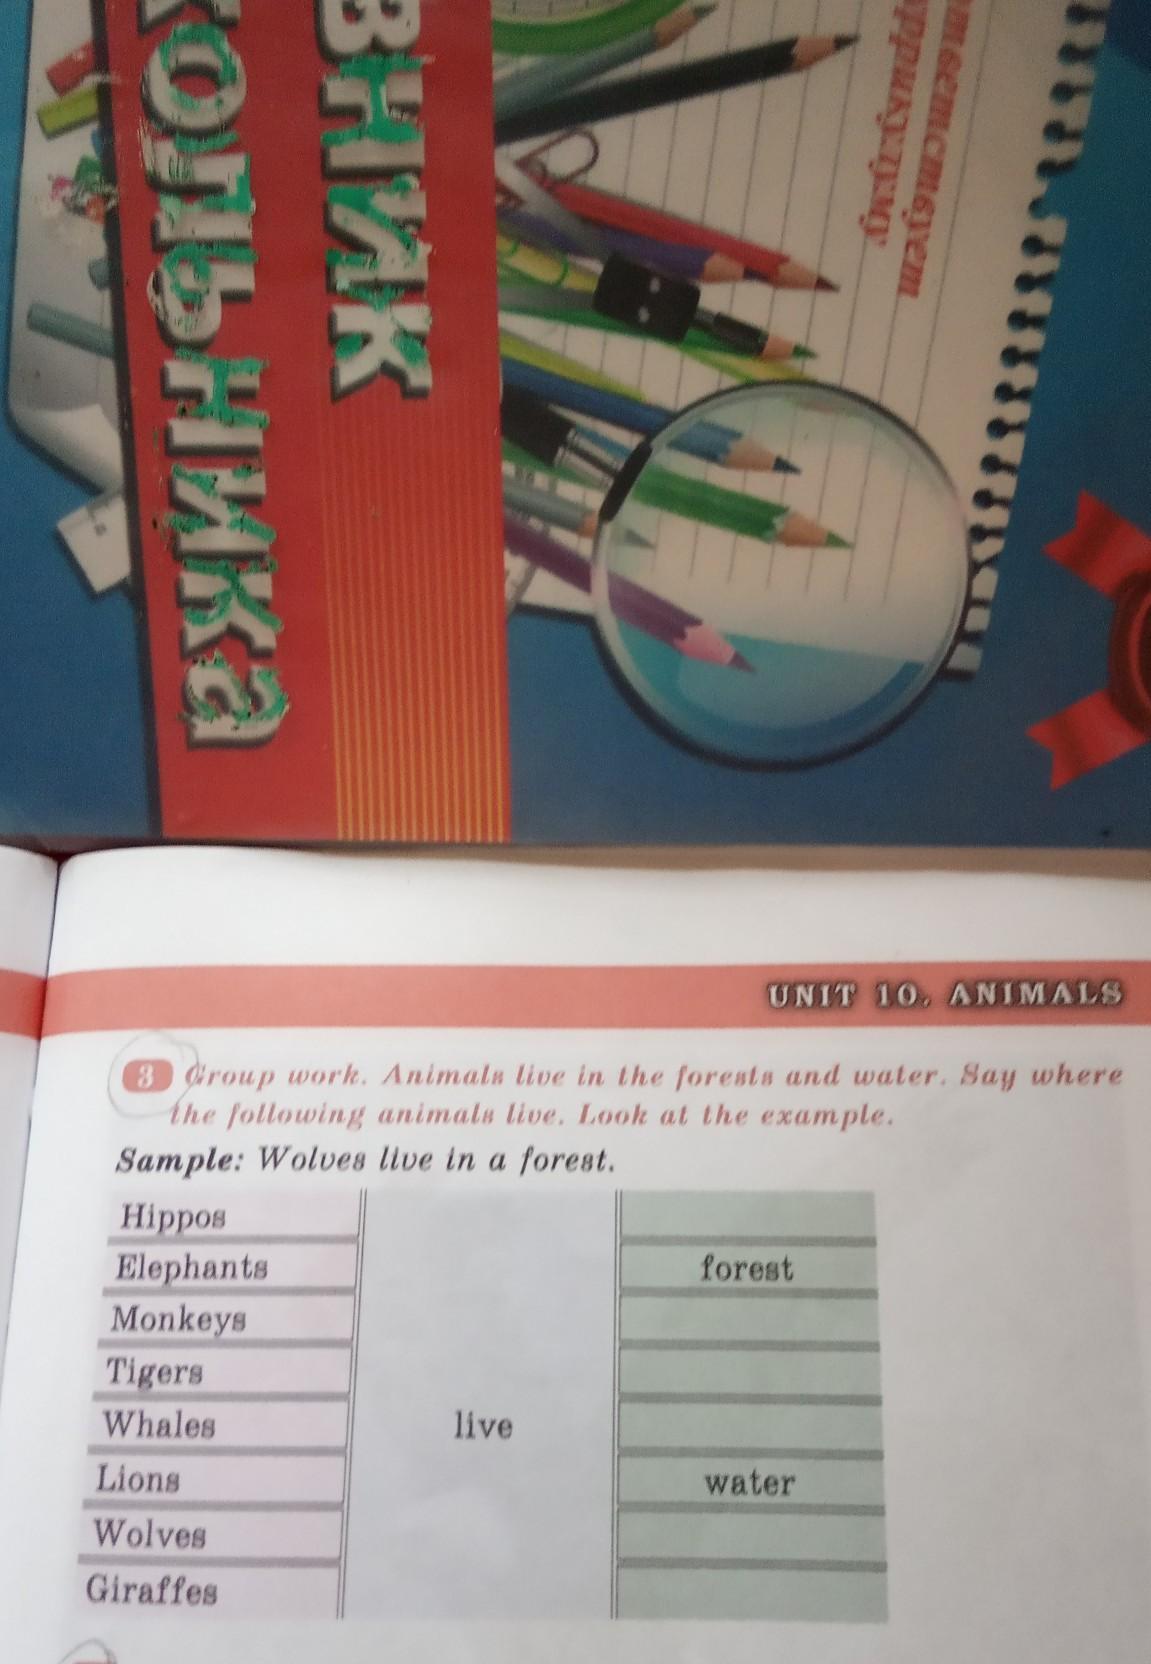 ВНИК
КОЛЬНИКа
UNIT 10. ANIMALS
3 Group work. Animals live in the forests and water. Say where
the following animals live. Look at the example.
Sample: Wolves live in a forest.
Hippos
Elephants forest
Monkeys
Tigers
Whales live
Lions water
Wolves
Giraffes